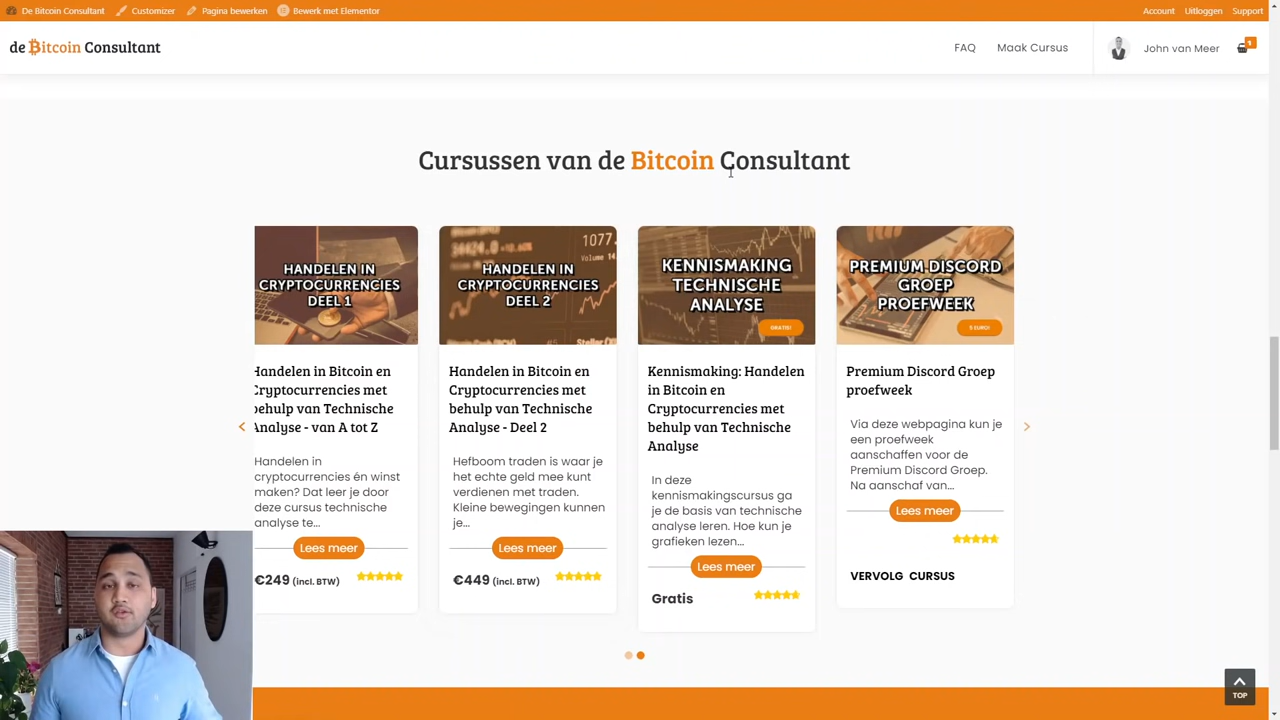 De Bitcoin Consultant
Customizer
Pagina bewerken
Bewerk met Elementor
Account
Uitloggen
Support
de Bitcoin Consultant
FAQ
Maak Cursus
John van Meer
1
Cursussen van de Bitcoin Consultant
HANDELEN IN
CRYPTOCURRENCIES
DEEL 1
Handelen in Bitcoin en
Cryptocurrencies met
behulp van Technische
Analyse - van A tot Z
Handelen in
cryptocurrencies én winst
maken? Dat leer je door
deze cursus technische
analyse te...
Lees meer
€249 (incl. BTW)
1077.
Volume 14.
HANDELEN IN
CRYPTOCURRENCIES
DEEL 2
Handelen in Bitcoin en
Cryptocurrencies met
behulp van Technische
Analyse - Deel 2
Hefboom traden is waar je
het echte geld mee kunt
verdienen met traden.
Kleine bewegingen kunnen
je...
Lees meer
€449 (incl. BTW)
KENNISMAKING
TECHNISCHE
ANALYSE
GRATIS!
Kennismaking: Handelen
in Bitcoin en
Cryptocurrencies met
behulp van Technische
Analyse
In deze
kennismakingscursus ga
je de basis van technische
analyse leren. Hoe kun je
grafieken lezen...
Lees meer
Gratis
PREMIUM DISCORD
GROEP
PROEFWEEK
5 EURO!
Premium Discord Groep
proefweek
Via deze webpagina kun je
een proefweek
aanschaffen voor de
Premium Discord Groep.
Na aanschaf van...
Lees meer
VERVOLG CURSUS
TOP